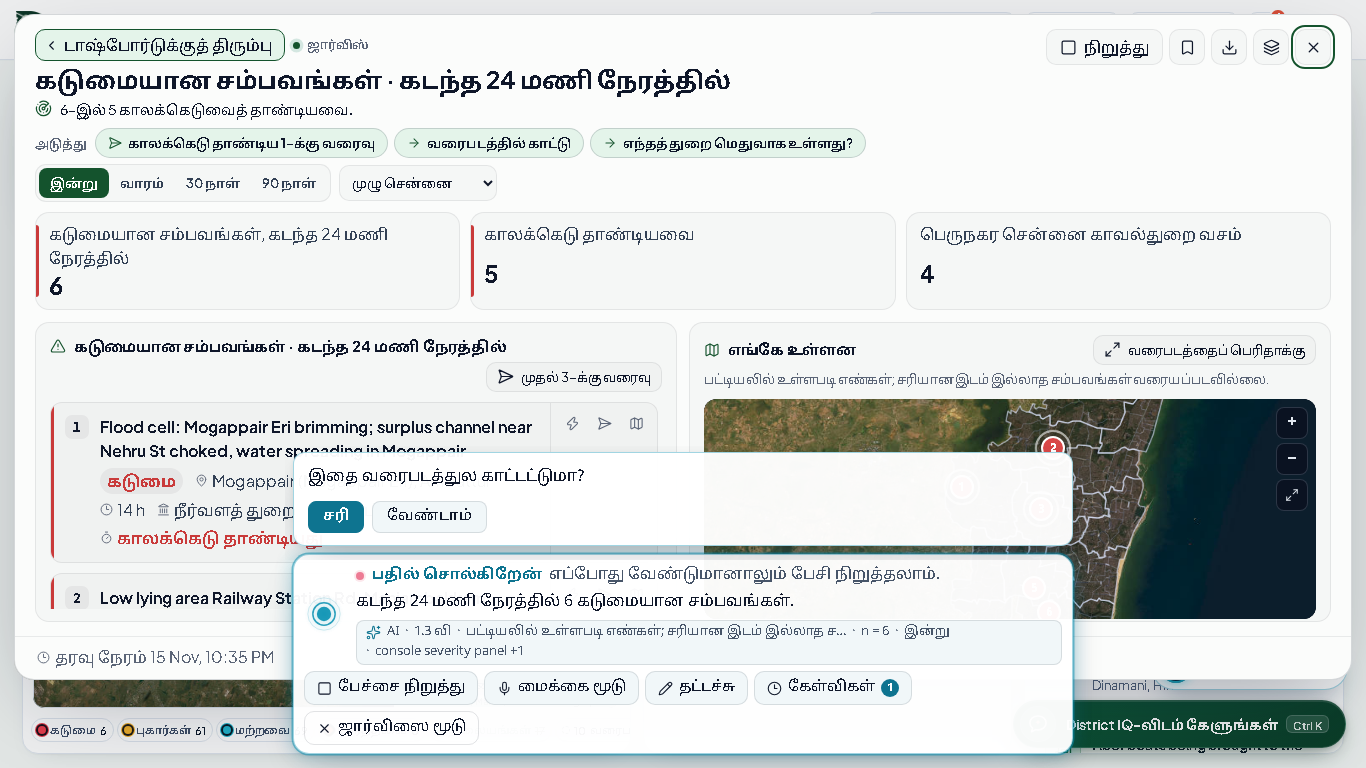 டாஷ்போர்டுக்குத் திரும்பு
ஜார்விஸ்
நிறுத்து
கடுமையான சம்பவங்கள் · கடந்த 24 மணி நேரத்தில்
6-இல் 5 காலக்கெடுவைத் தாண்டியவை.
அடுத்து
காலக்கெடு தாண்டிய 1-க்கு வரைவு
வரைபடத்தில் காட்டு
எந்தத் துறை மெதுவாக உள்ளது?
இன்று
வாரம்
30 நாள்
90 நாள்
முழு சென்னை
கடுமையான சம்பவங்கள், கடந்த 24 மணி
நேரத்தில்
6
காலக்கெடு தாண்டியவை
5
பெருநகர சென்னை காவல்துறை வசம்
4
கடுமையான சம்பவங்கள் · கடந்த 24 மணி நேரத்தில்
முதல் 3-க்கு வரைவு
1
Flood cell: Mogappair Eri brimming; surplus channel near
Nehru St choked, water spreading in Mogappair
கடுமை
Mogappair
14 h
நீர்வளத் துறை
காலக்கெடு தாண்டியது
2
Low lying area Railway Station
எங்கே உள்ளன
வரைபடத்தைப் பெரிதாக்கு
பட்டியலில் உள்ளபடி எண்கள்; சரியான இடம் இல்லாத சம்பவங்கள் வரையப்படவில்லை.
2
+
−
இதை வரைபடத்துல காட்டட்டுமா?
சரி
வேண்டாம்
பதில் சொல்கிறேன் எப்போது வேண்டுமானாலும் பேசி நிறுத்தலாம்.
கடந்த 24 மணி நேரத்தில் 6 கடுமையான சம்பவங்கள்.
AI · 1.3 வி · பட்டியலில் உள்ளபடி எண்கள்; சரியான இடம் இல்லாத ச... · n = 6 · இன்று
· console severity panel +1
பேச்சை நிறுத்து
மைக்கை மூடு
தட்டச்சு
கேள்விகள் 1
ஜார்விஸை மூடு
தரவு நேரம் 15 Nov, 10:35 PM
கடுமை 6
புகார்கள் 61
மற்றவை
Dinamani,
District IQ-விடம் கேளுங்கள்
Ctrl K